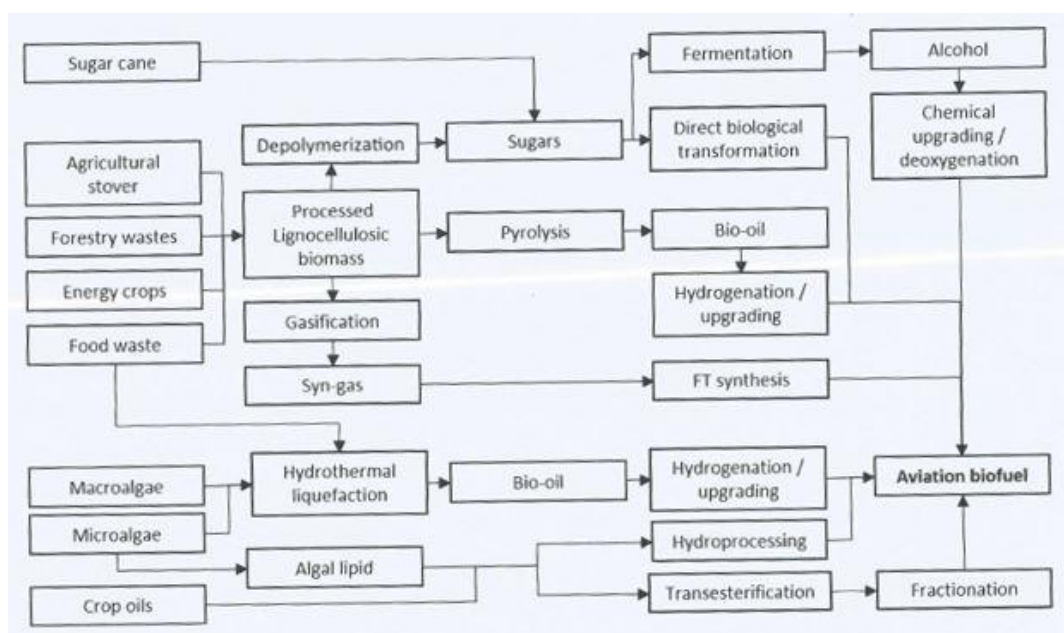 Sugar cane
Fermentation
Alcohol
Depolymerization
Sugars
Direct biological
transformation
Chemical
upgrading /
deoxygenation
Agricultural
stover
Forestry wastes
Energy crops
Food waste
Processed
Lignocellulosic
biomass
Pyrolysis
Bio-oil
Hydrogenation /
upgrading
Gasification
Syn-gas
FT synthesis
Macroalgae
Microalgae
Hydrothermal
liquefaction
Bio-oil
Hydrogenation /
upgrading
Aviation biofuel
Hydroprocessing
Algal lipid
Crop oils
Transesterification
Fractionation